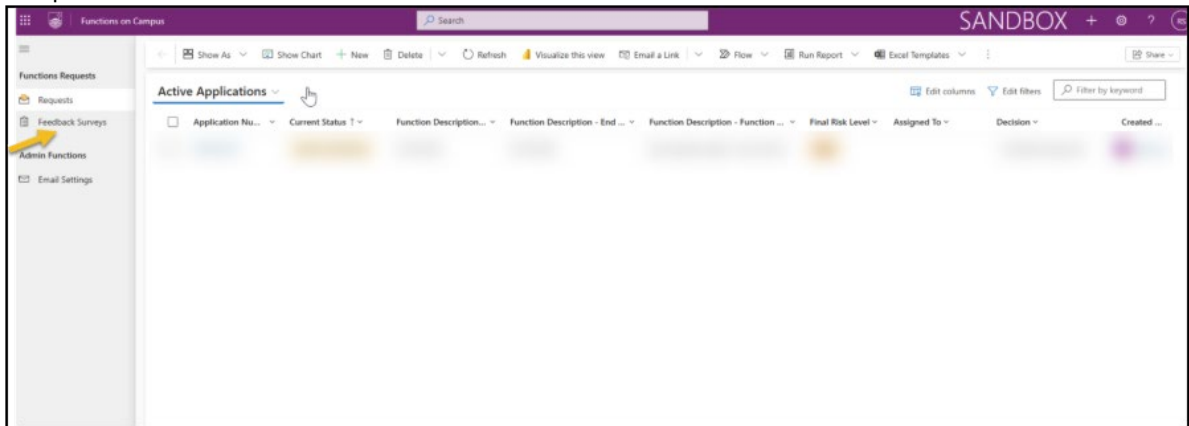 Functions on Campus
Search
SANDBOX + ?
Show As
Show Chart
+ New
Delete
Refresh
Visualize this view
Email a Link
Flow
Run Report
Excel Templates
Share
Functions Requests
Requests
Feedback Surveys
Admin Functions
Email Settings
Active Applications
Edit columns
Edit filters
Filter by keyword
Application Nu...
Current Status ↑
Function Description...
Function Description - End ...
Function Description - Function ...
Final Risk Level
Assigned To
Decision
Created ...